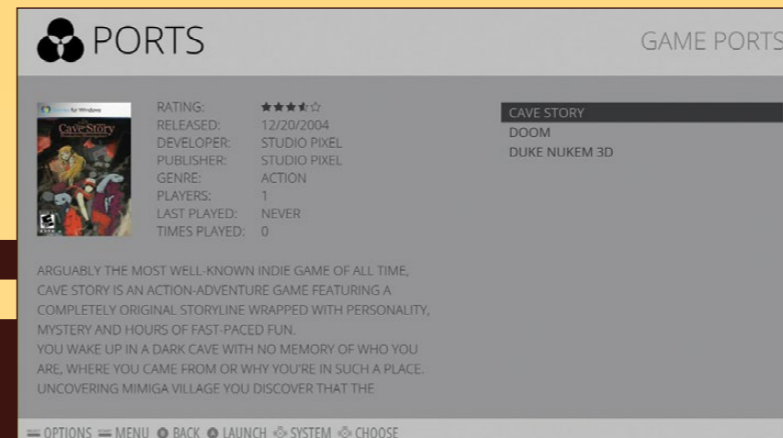 PORTS
GAME PORTS
for Windows
Cave Story
RATING:
RELEASED: 12/20/2004
DEVELOPER: STUDIO PIXEL
PUBLISHER: STUDIO PIXEL
GENRE: ACTION
PLAYERS: 1
LAST PLAYED: NEVER
TIMES PLAYED: 0
CAVE STORY
DOOM
DUKE NUKEM 3D
ARGUABLY THE MOST WELL-KNOWN INDIE GAME OF ALL TIME,
CAVE STORY IS AN ACTION-ADVENTURE GAME FEATURING A
COMPLETELY ORIGINAL STORYLINE WRAPPED WITH PERSONALITY,
MYSTERY AND HOURS OF FAST-PACED FUN.
YOU WAKE UP IN A DARK CAVE WITH NO MEMORY OF WHO YOU
ARE, WHERE YOU CAME FROM OR WHY YOU'RE IN SUCH A PLACE.
UNCOVERING MIMIGA VILLAGE YOU DISCOVER THAT THE
OPTIONS MENU BACK LAUNCH SYSTEM CHOOSE